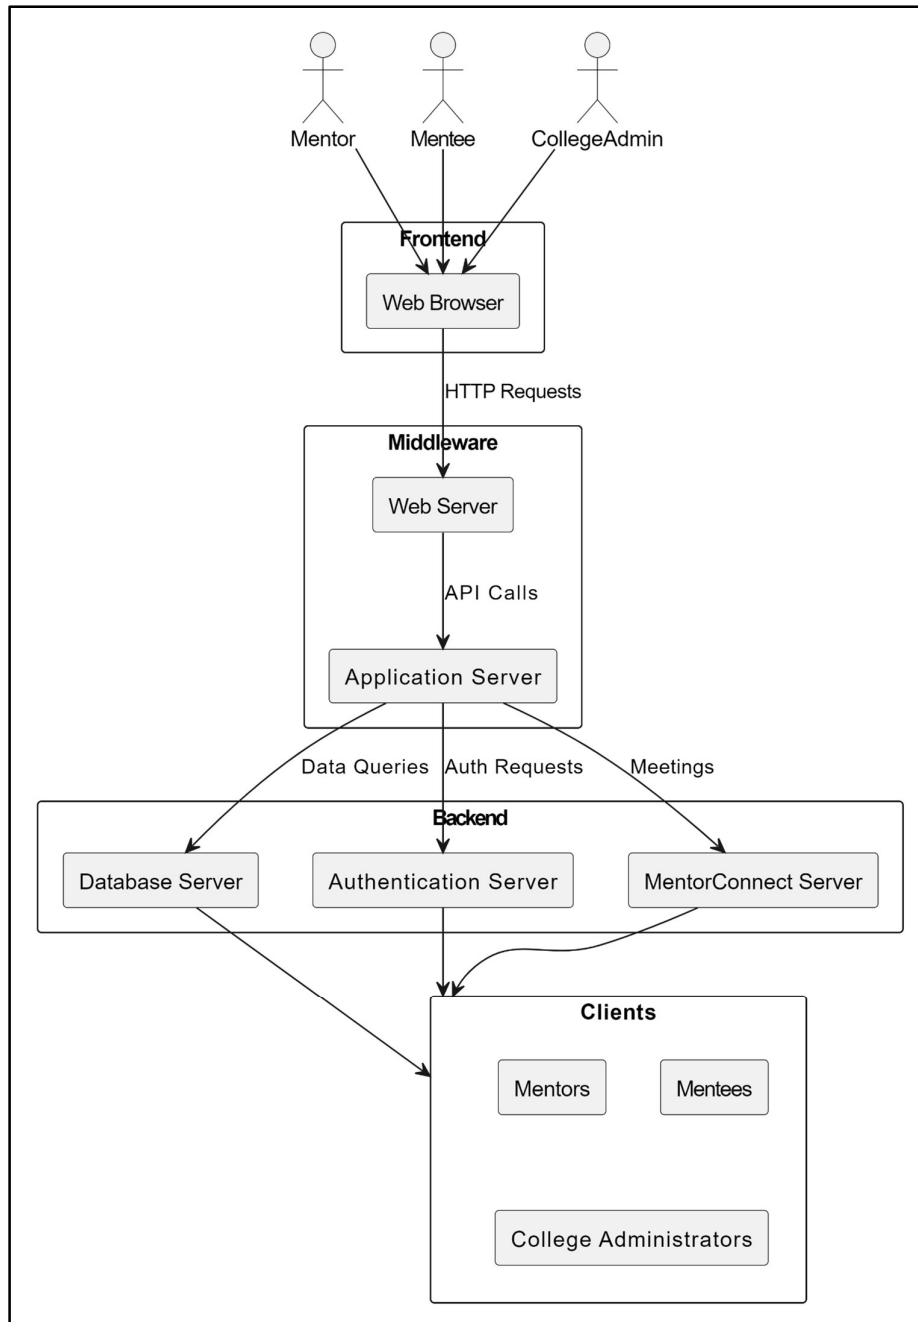 Mentor
Mentee
CollegeAdmin
Frontend
Web Browser
HTTP Requests
Middleware
Web Server
API Calls
Application Server
Data Queries
Auth Requests
Meetings
Backend
Database Server
Authentication Server
MentorConnect Server
Clients
Mentors
Mentees
College Administrators